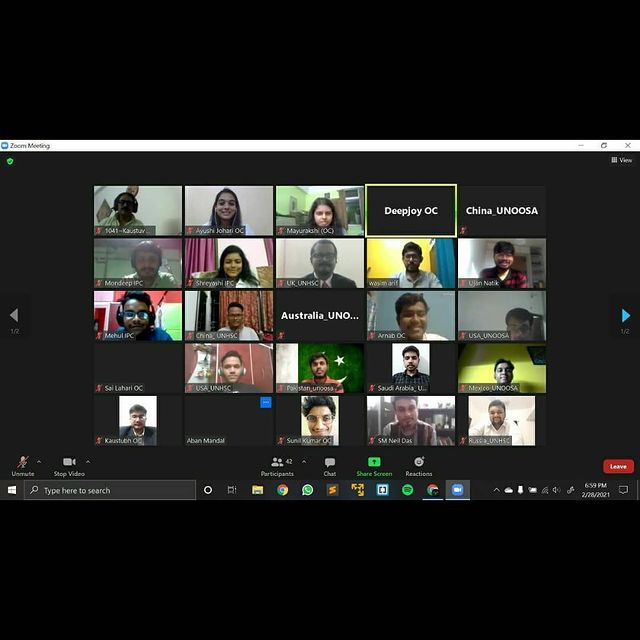 Zoom Meeting
View
1041-Kaustuv
Ayushi Johari OC
Mayurakshi (OC)
Deepjoy OC
China_UNOOSA
Mondeep IPC
Shreyashi IPC
UK_UNHSC
wasim arif
Ujan Natik
Mehul IPC
China_UNHSC
Australia_UNO...
Arnab OC
USA_UNOOSA
1/2
1/2
Sai Lahari OC
USA_UNHSC
Pakistan_unoosa
Saudi Arabia_U...
Mexico_UNOOSA
Kaustubh OC
Aban Mandal
Sunil Kumar OC
SM Neil Das
Russia_UNHSC
Unmute
Stop Video
Participants
42
Chat
Share Screen
Reactions
Leave
Type here to search
6:59 PM
2/28/2021